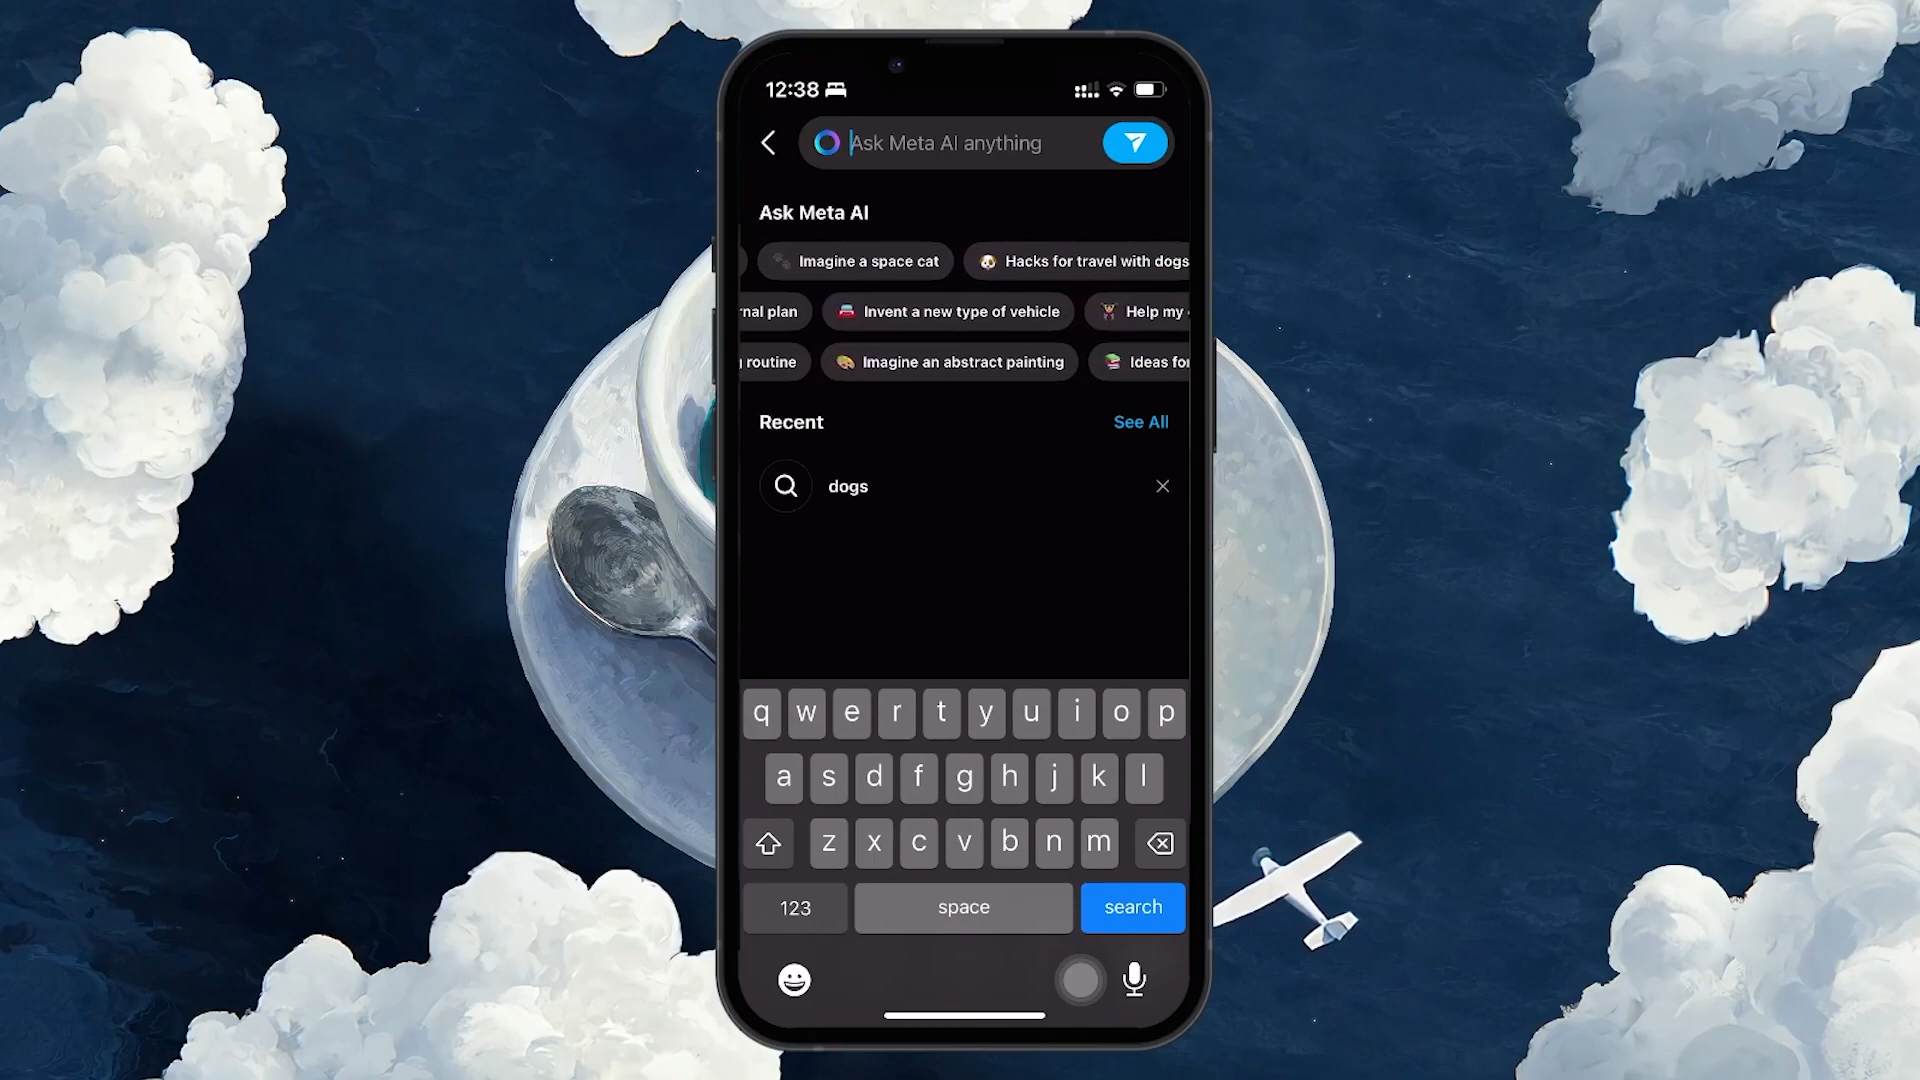 12:38
Ask Meta AI anything
Ask Meta AI
Imagine a space cat
Hacks for travel with dogs
nal plan
Invent a new type of vehicle
Help my
routine
Imagine an abstract painting
Ideas for
Recent
See All
dogs
q w e r t y u i o p
a s d f g h j k l
z x c v b n m
123
space
search